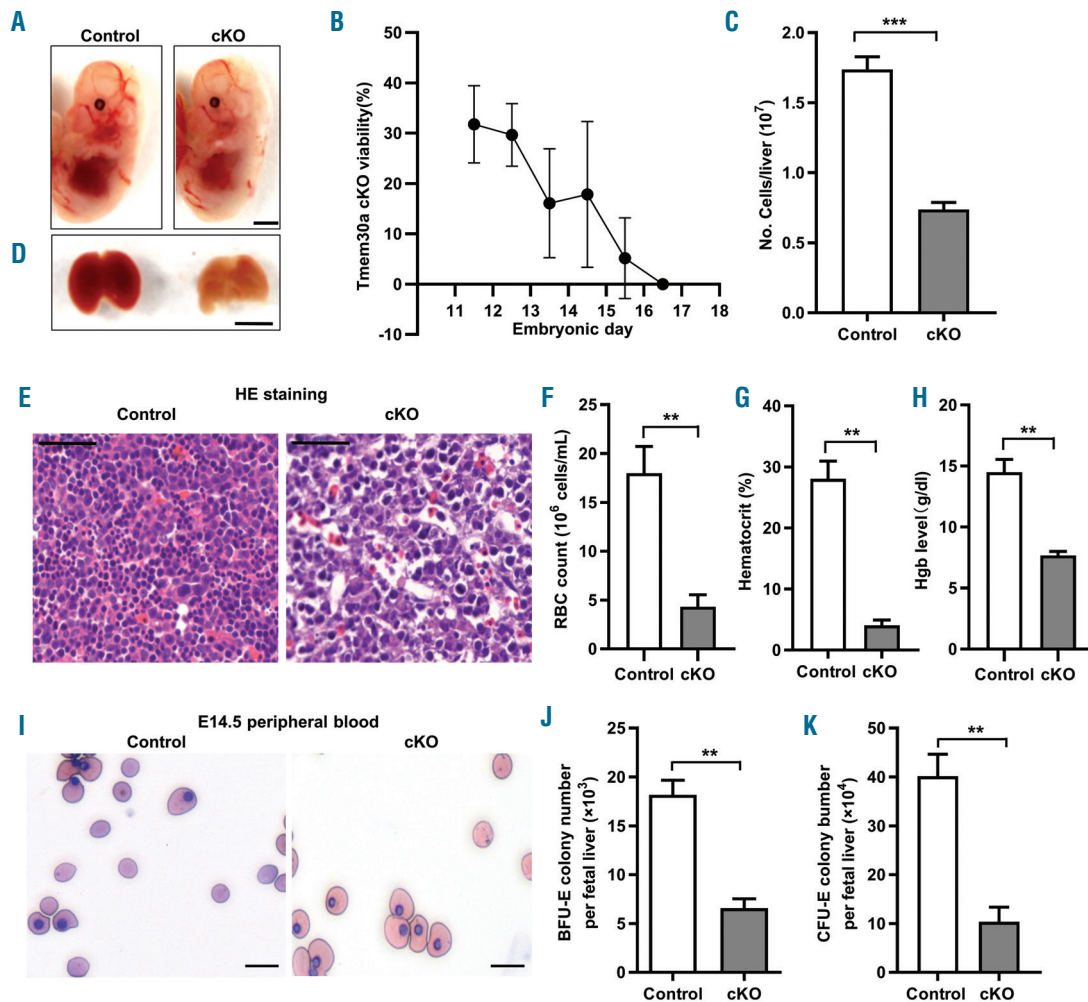 A
Control
cKO
B
Tmem30a cKO viability(%)
50
40
30
20
10
0
-10
11 12 13 14 15 16 17 18
Embryonic day
C
***
No. Cells/liver (10⁷)
2.0
1.5
1.0
0.5
0.0
Control cKO
D
E
HE staining
Control
cKO
F
**
RBC count (10⁶ cells/mL)
25
20
15
10
5
0
Control cKO
G
**
Hematocrit (%)
40
30
20
10
0
Control cKO
H
**
Hgb level (g/dl)
20
15
10
5
0
Control cKO
I
E14.5 peripheral blood
Control
cKO
J
**
BFU-E colony number
per fetal liver (×10³)
25
20
15
10
5
0
Control cKO
K
**
CFU-E colony bumber
per fetal liver (×10⁴)
50
40
30
20
10
0
Control cKO